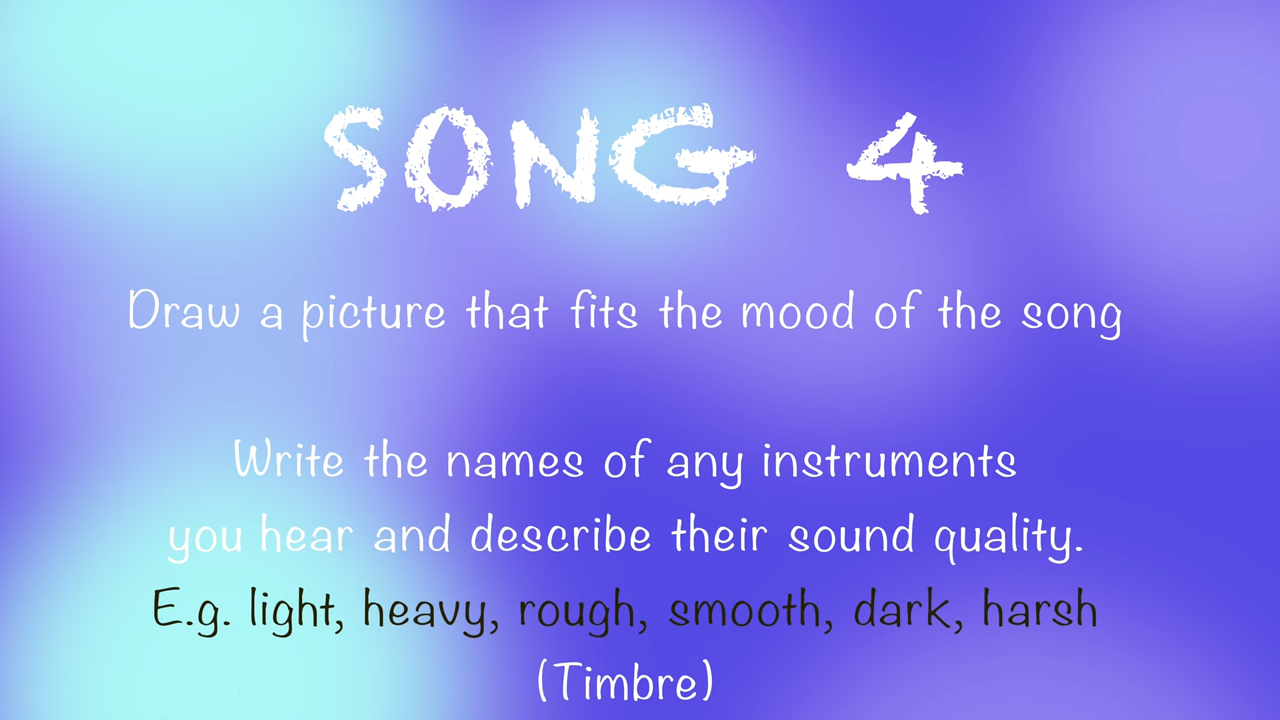 SONG 4
Draw a picture that fits the mood of the song
Write the names of any instruments
you hear and describe their sound quality.
E.g. light, heavy, rough, smooth, dark, harsh
(Timbre)